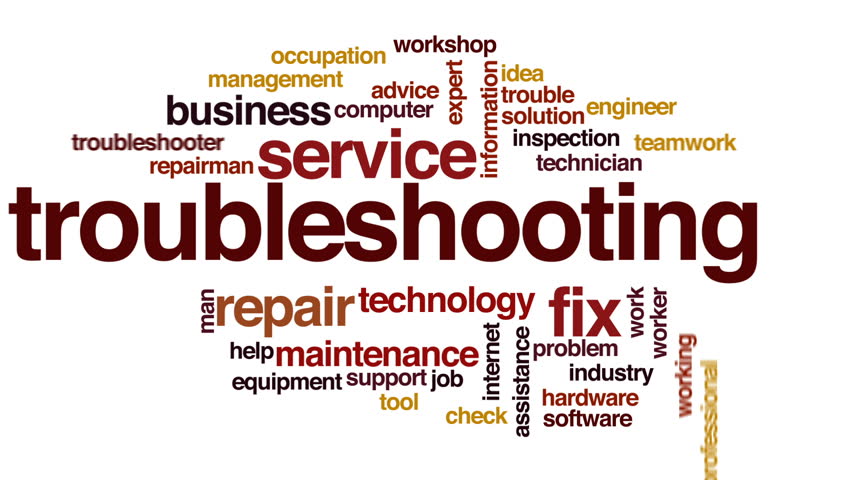 workshop
occupation
idea
management
advice
expert
information
trouble
business
computer
solution
engineer
troubleshooter
inspection
teamwork
repairman
service
technician
troubleshooting
man
repair
technology
fix
work
worker
help
maintenance
internet
assistance
problem
working
equipment
support
job
industry
professional
tool
hardware
check
software